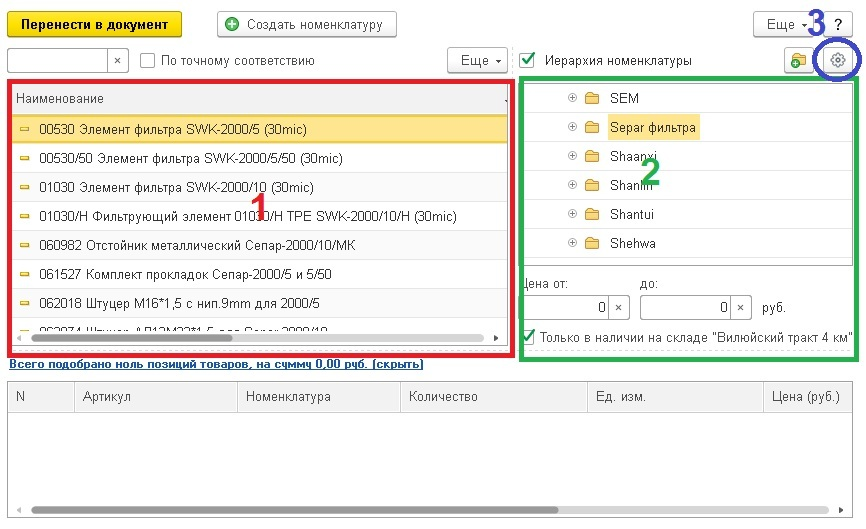 Перенести в документ
Создать номенклатуру
Еще
3
?
По точному соответствию
Еще
Иерархия номенклатуры
Наименование
00530 Элемент фильтра SWK-2000/5 (30mic)
00530/50 Элемент фильтра SWK-2000/5/50 (30mic)
01030 Элемент фильтра SWK-2000/10 (30mic)
01030/H Фильтрующий элемент 01030/H TPE SWK-2000/10/H (30mic)
060982 Отстойник металлический Сепар-2000/10/МК
061527 Комплект прокладок Сепар-2000/5 и 5/50
062018 Штуцер М16*1,5 с нип.9mm для 2000/5
1
SEM
Separ фильтра
Shaanxi
Shanlin
Shantui
Shehwa
2
Цена от:
до:
0
0
руб.
Только в наличии на складе "Вилюйский тракт 4 км"
Всего подобрано ноль позиций товаров, на сумму 0,00 руб. (скрыть)
N
Артикул
Номенклатура
Количество
Ед. изм.
Цена (руб.)